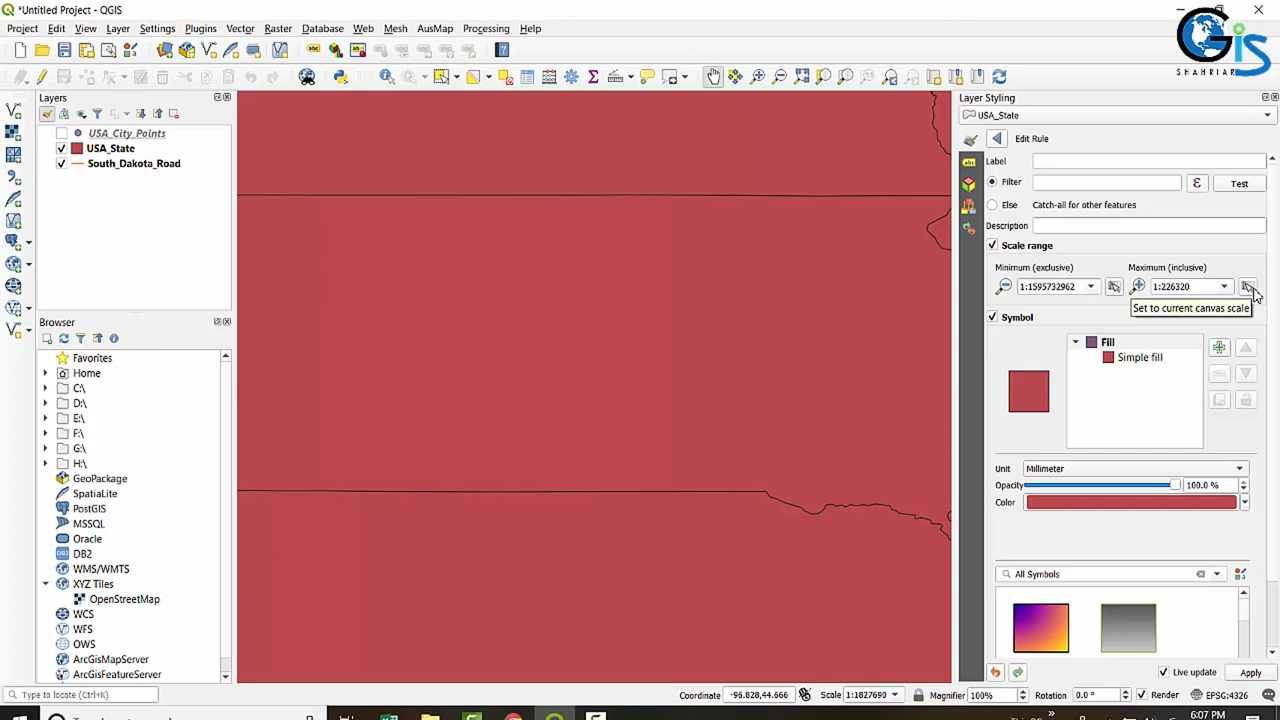 *Untitled Project — QGIS
Project Edit View Layer Settings Plugins Vector Raster Database Web Mesh AusMap Processing Help
GiS
SHAHRIAR
Layers
USA_City_Points
USA_State
South_Dakota_Road
Browser
Favorites
Home
C:\
D:\
E:\
F:\
G:\
H:\
GeoPackage
SpatiaLite
PostGIS
MSSQL
Oracle
DB2
WMS/WMTS
XYZ Tiles
OpenStreetMap
WCS
WFS
OWS
ArcGisMapServer
ArcGisFeatureServer
Layer Styling
USA_State
Edit Rule
Label
Filter
ε
Test
Else
Catch-all for other features
Description
Scale range
Minimum (exclusive)
Maximum (inclusive)
1:1595732962
1:226320
Set to current canvas scale
Symbol
Fill
Simple fill
Unit
Millimeter
Opacity
100.0 %
Color
All Symbols
Live update
Apply
Type to locate (Ctrl+K)
Coordinate
-96.828,44.666
Scale
1:1827690
Magnifier
100%
Rotation
0.0 °
Render
EPSG:4326
6:07 PM